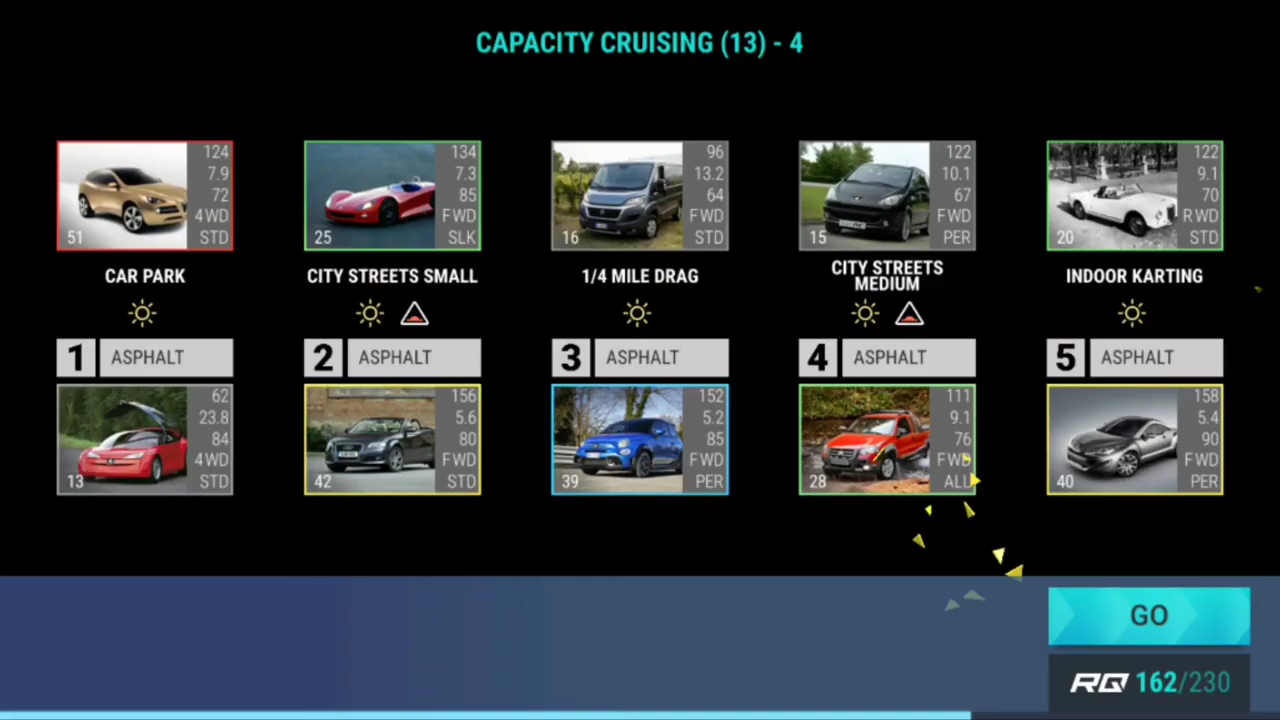 CAPACITY CRUISING (13) - 4
124
7.9
72
4WD
51 STD
134
7.3
85
FWD
25 SLK
96
13.2
64
FWD
16 STD
122
10.1
67
FWD
15 PER
122
9.1
70
RWD
20 STD
CAR PARK
CITY STREETS SMALL
1/4 MILE DRAG
CITY STREETS
MEDIUM
INDOOR KARTING
1 ASPHALT
2 ASPHALT
3 ASPHALT
4 ASPHALT
5 ASPHALT
62
23.8
84
4WD
13 STD
156
5.6
80
FWD
42 STD
152
5.2
85
FWD
39 PER
111
9.1
76
FWD
28 ALL
158
5.4
90
FWD
40 PER
GO
RQ 162/230